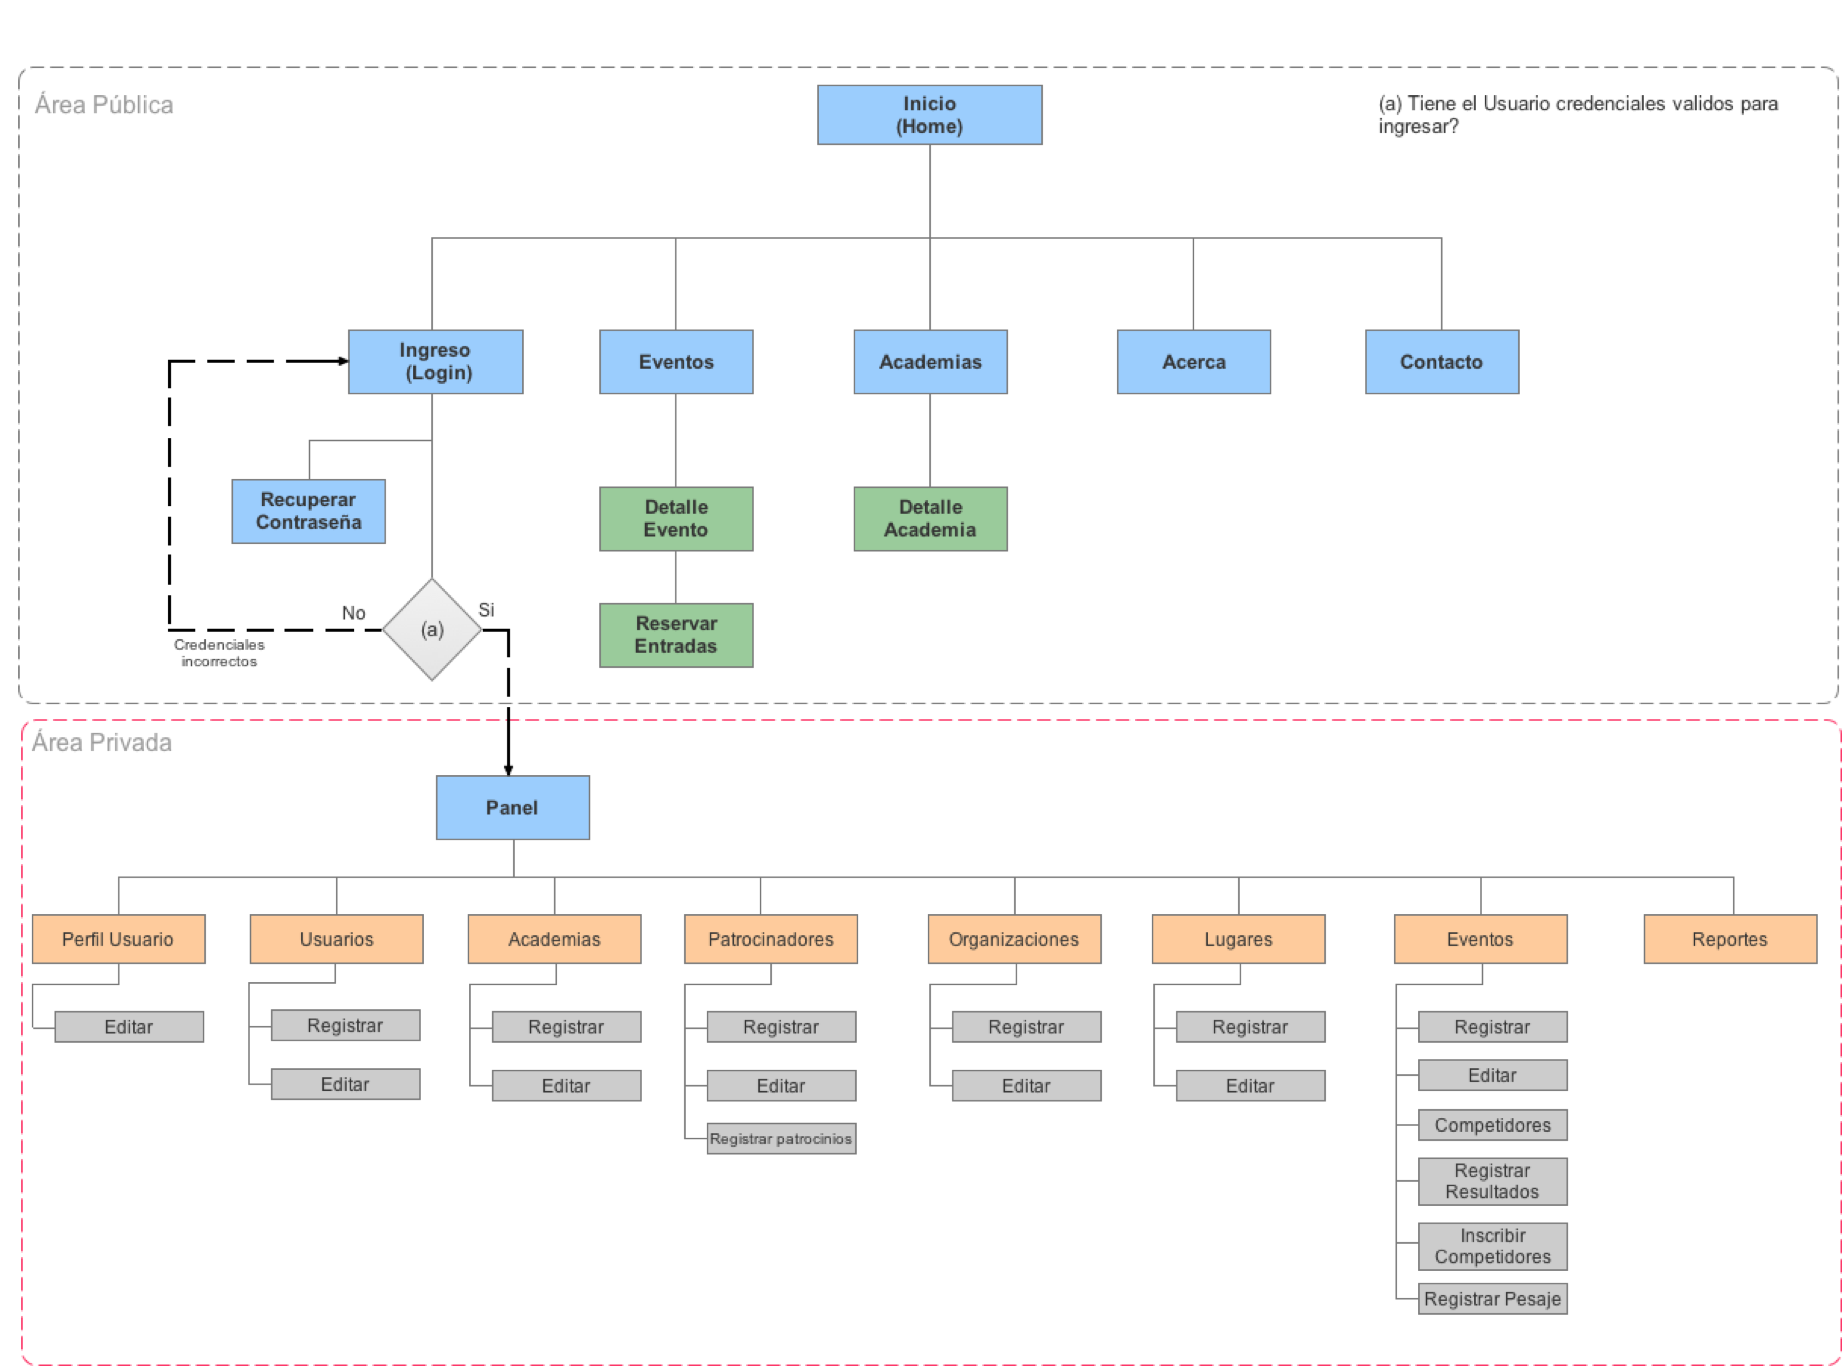 Área Pública
Inicio
(Home)
(a) Tiene el Usuario credenciales validos para
ingresar?
Ingreso
(Login)
Eventos
Academias
Acerca
Contacto
Recuperar
Contraseña
Detalle
Evento
Detalle
Academia
No
(a)
Si
Credenciales
incorrectos
Reservar
Entradas
Área Privada
Panel
Perfil Usuario
Usuarios
Academias
Patrocinadores
Organizaciones
Lugares
Eventos
Reportes
Editar
Registrar
Editar
Registrar
Editar
Registrar
Editar
Registrar patrocinios
Registrar
Editar
Registrar
Editar
Registrar
Editar
Competidores
Registrar
Resultados
Inscribir
Competidores
Registrar Pesaje